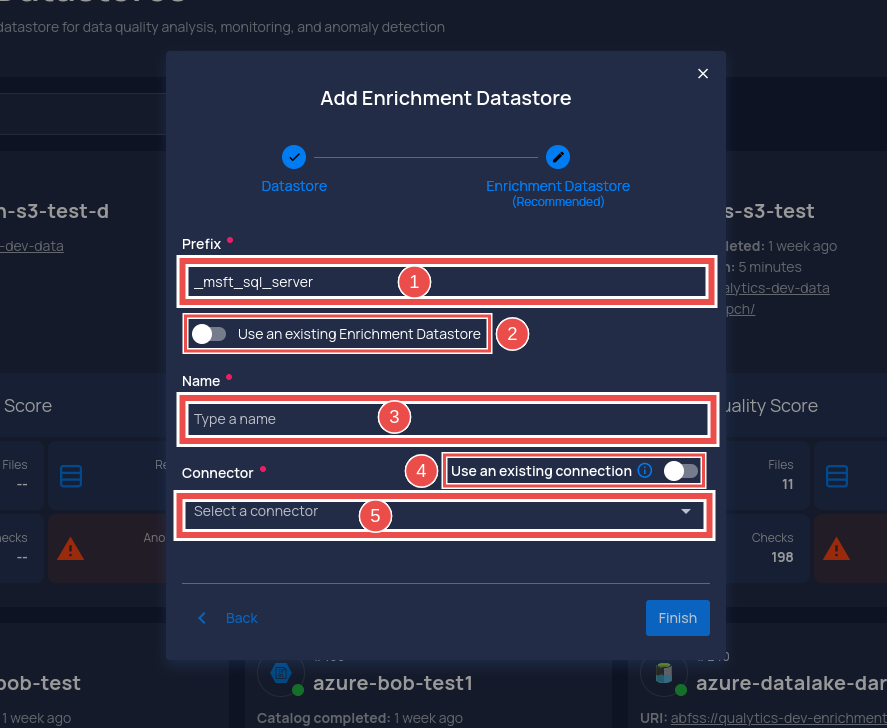 datastore for data quality analysis, monitoring, and anomaly detection
Add Enrichment Datastore
Datastore
Enrichment Datastore
(Recommended)
n-s3-test-d
s-s3-test
-dev-data
leted: 1 week ago
n: 5 minutes
alytics-dev-data
pch/
Prefix
_msft_sql_server
1
Use an existing Enrichment Datastore
2
Name
Score
uality Score
Type a name
3
Connector
4
Use an existing connection
Files
--
Re
Files
11
Select a connector
5
ecks
--
Ano
Checks
198
Back
Finish
bob-test
azure-bob-test1
azure-datalake-dar
1 week ago
Catalog completed: 1 week ago
URI: abfss://qualytics-dev-enrichment